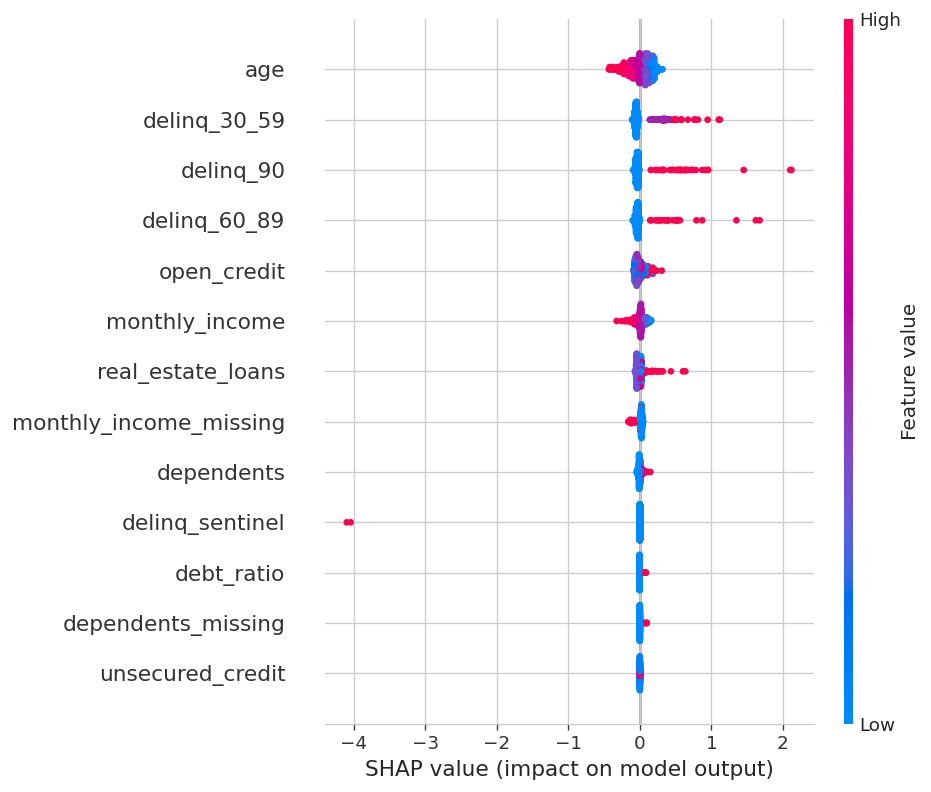 High
age
delinq_30_59
delinq_90
delinq_60_89
open_credit
monthly_income
real_estate_loans
monthly_income_missing
dependents
delinq_sentinel
debt_ratio
dependents_missing
unsecured_credit
Feature value
Low
−4 −3 −2 −1 0 1 2
SHAP value (impact on model output)